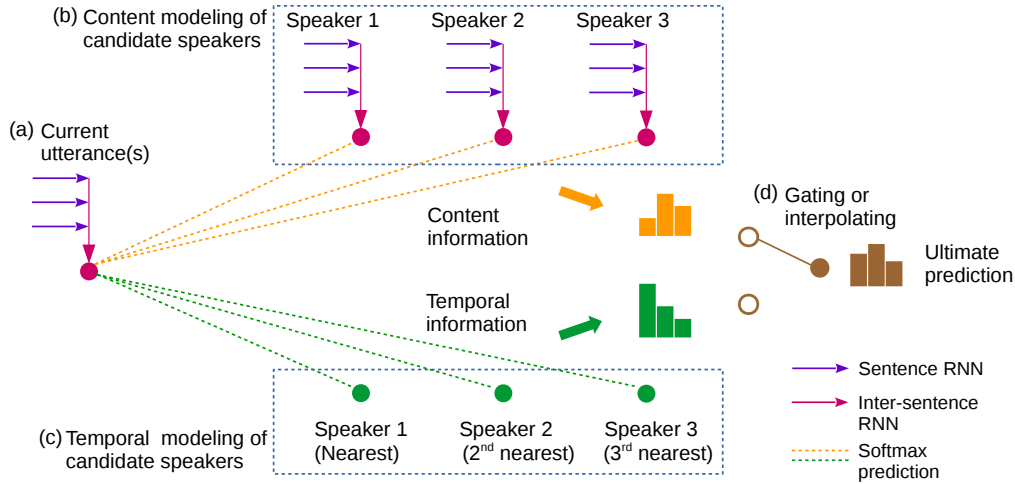 (b) Content modeling of
candidate speakers
Speaker 1
Speaker 2
Speaker 3
(a) Current
utterance(s)
Content
information
(d) Gating or
interpolating
Ultimate
prediction
Temporal
information
(c) Temporal modeling of
candidate speakers
Speaker 1
(Nearest)
Speaker 2
(2nd nearest)
Speaker 3
(3rd nearest)
Sentence RNN
Inter-sentence
RNN
Softmax
prediction